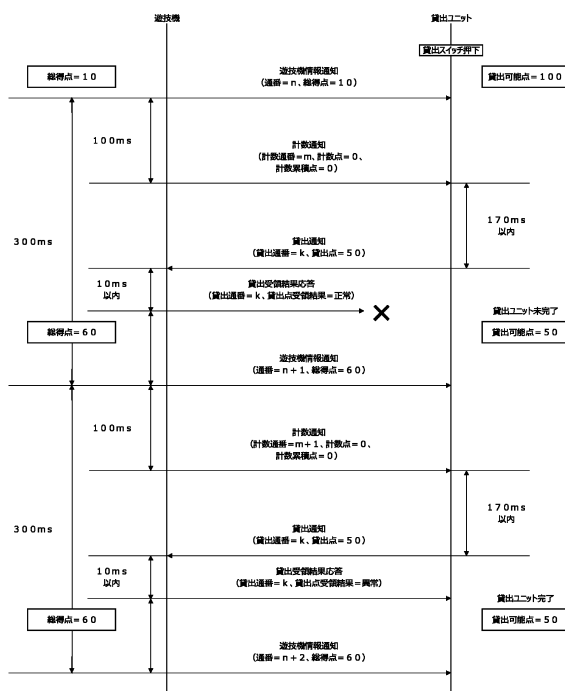 遊技機
貸出ユニット
貸出スイッチ押下
総得点＝１０
遊技機情報通知
（通番＝ｎ、総得点＝１０）
貸出可能点＝１００
１００ｍｓ
計数通知
（計数通番＝ｍ、計数点＝０、
計数累積点＝０）
１７０ｍｓ
以内
３００ｍｓ
貸出通知
（貸出通番＝ｋ、貸出点＝５０）
１０ｍｓ
以内
貸出受領結果応答
（貸出通番＝ｋ、貸出点受領結果＝正常）
貸出ユニット未完了
総得点＝６０
貸出可能点＝５０
遊技機情報通知
（通番＝ｎ＋１、総得点＝６０）
１００ｍｓ
計数通知
（計数通番＝ｍ＋１、計数点＝０、
計数累積点＝０）
１７０ｍｓ
以内
３００ｍｓ
貸出通知
（貸出通番＝ｋ、貸出点＝５０）
１０ｍｓ
以内
貸出受領結果応答
（貸出通番＝ｋ、貸出点受領結果＝異常）
貸出ユニット完了
総得点＝６０
貸出可能点＝５０
遊技機情報通知
（通番＝ｎ＋２、総得点＝６０）